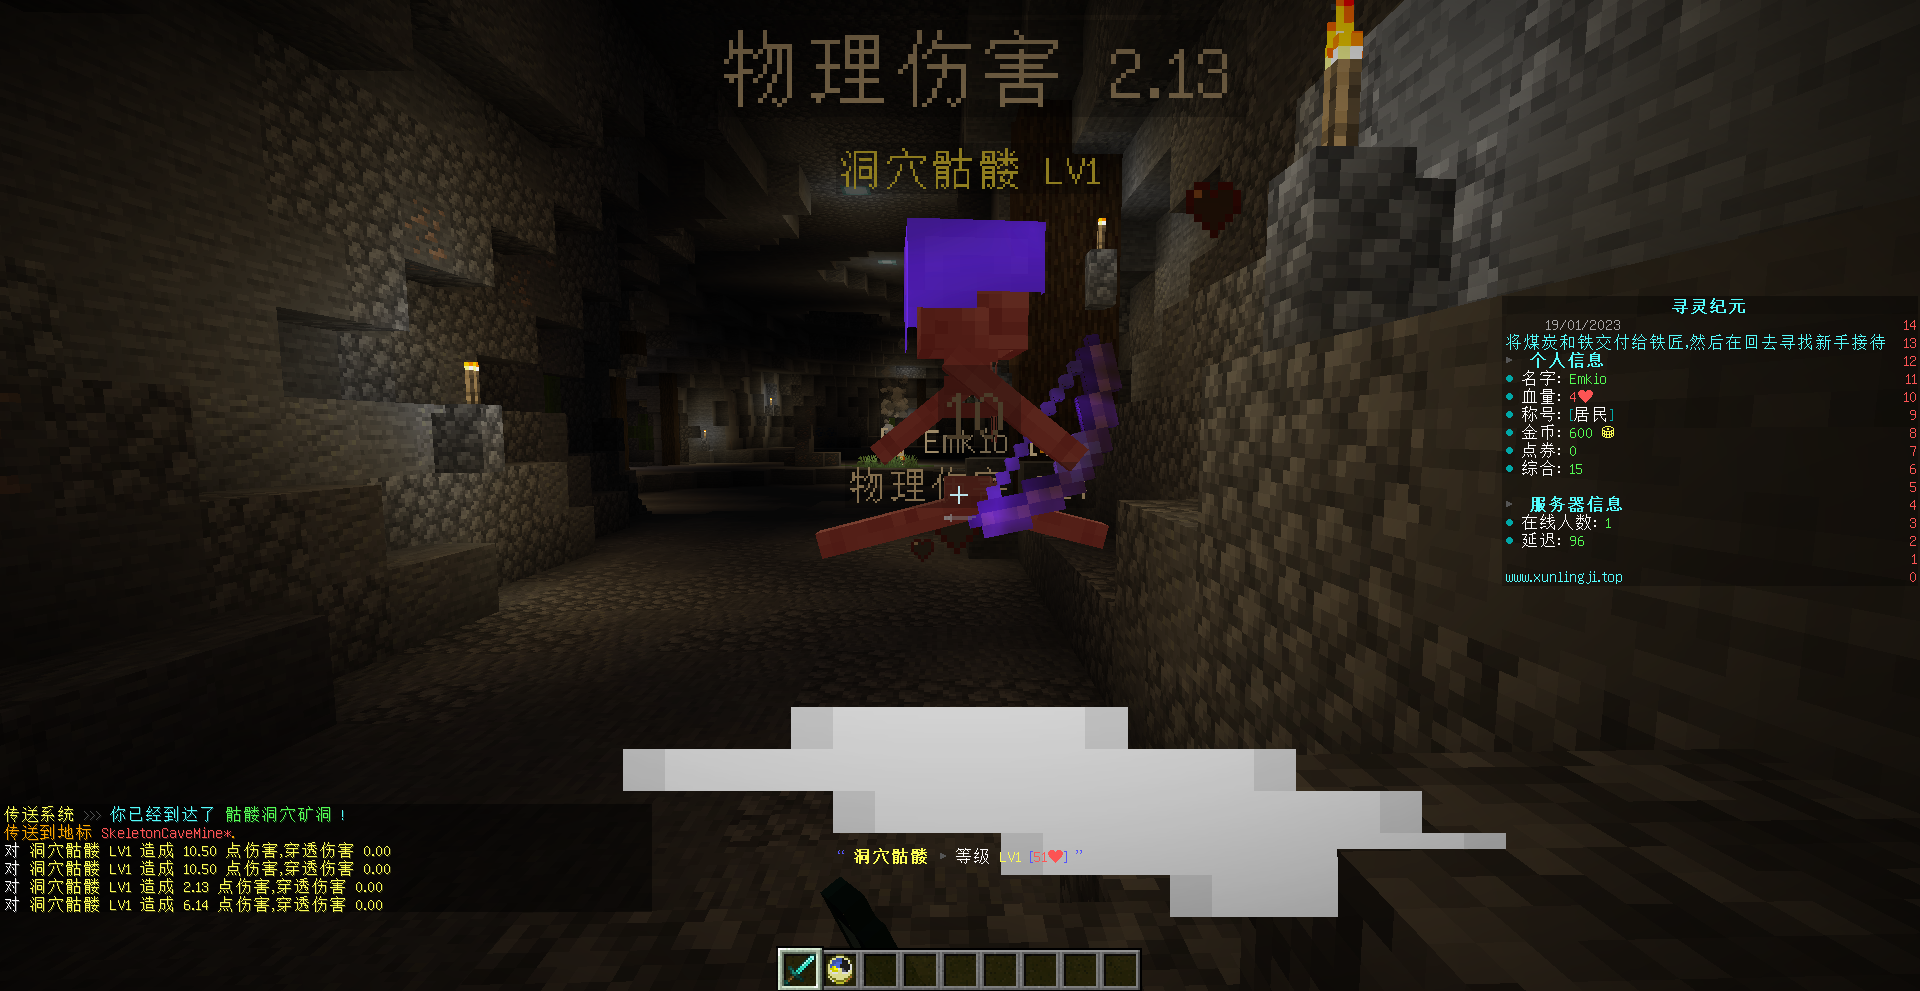 物理伤害 2.13
洞穴骷髅 LV1
Emkio
物理伤害
寻灵纪元
19/01/2023 14
将煤炭和铁交付给铁匠,然后在回去寻找新手接待 13
▸ 个人信息 12
● 名字: Emkio 11
● 血量: 4❤ 10
● 称号: [居民] 9
● 金币: 600 8
● 点券: 0 7
● 综合: 15 6
5
▸ 服务器信息 4
● 在线人数: 1 3
● 延迟: 96 2
1
www.xunlingji.top 0
传送系统 >>> 你已经到达了 骷髅洞穴矿洞 !
传送到地标 SkeletonCaveMine*.
对 洞穴骷髅 LV1 造成 10.50 点伤害,穿透伤害 0.00
对 洞穴骷髅 LV1 造成 10.50 点伤害,穿透伤害 0.00
对 洞穴骷髅 LV1 造成 2.13 点伤害,穿透伤害 0.00
对 洞穴骷髅 LV1 造成 6.14 点伤害,穿透伤害 0.00
“ 洞穴骷髅 ▸ 等级 LV1 [51❤] ”